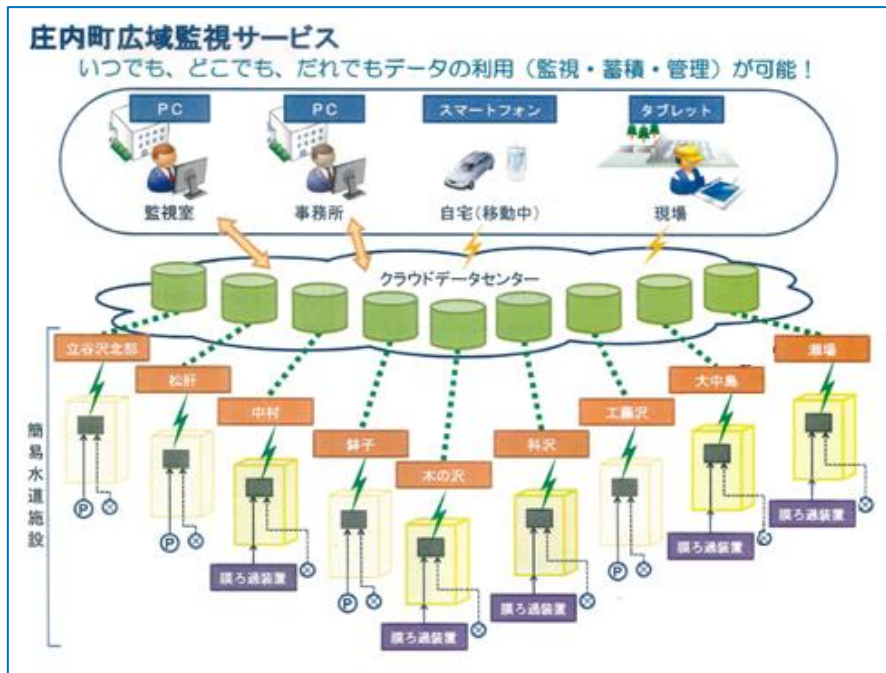 庄内町広域監視サービス
いつでも、どこでも、だれでもデータの利用（監視・蓄積・管理）が可能！
PC
PC
スマートフォン
タブレット
監視室
事務所
自宅（移動中）
現場
クラウドデータセンター
立谷沢北部
松肝
中村
鉢子
木の沢
科沢
工藤沢
大中島
瀬場
簡易水道施設
P
P
膜ろ過装置
P
膜ろ過装置
膜ろ過装置
P
膜ろ過装置
膜ろ過装置